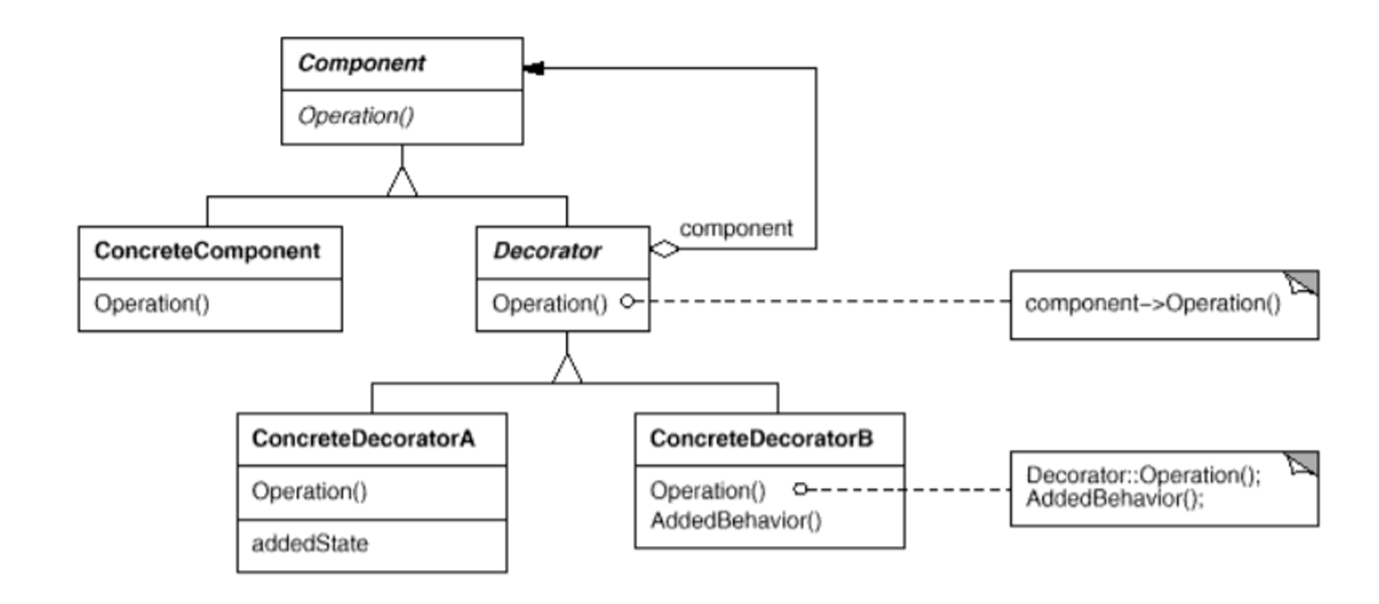 Component
Operation()
component
ConcreteComponent
Operation()
Decorator
Operation()
component–>Operation()
ConcreteDecoratorA
Operation()
addedState
ConcreteDecoratorB
Operation()
AddedBehavior()
Decorator::Operation();
AddedBehavior();